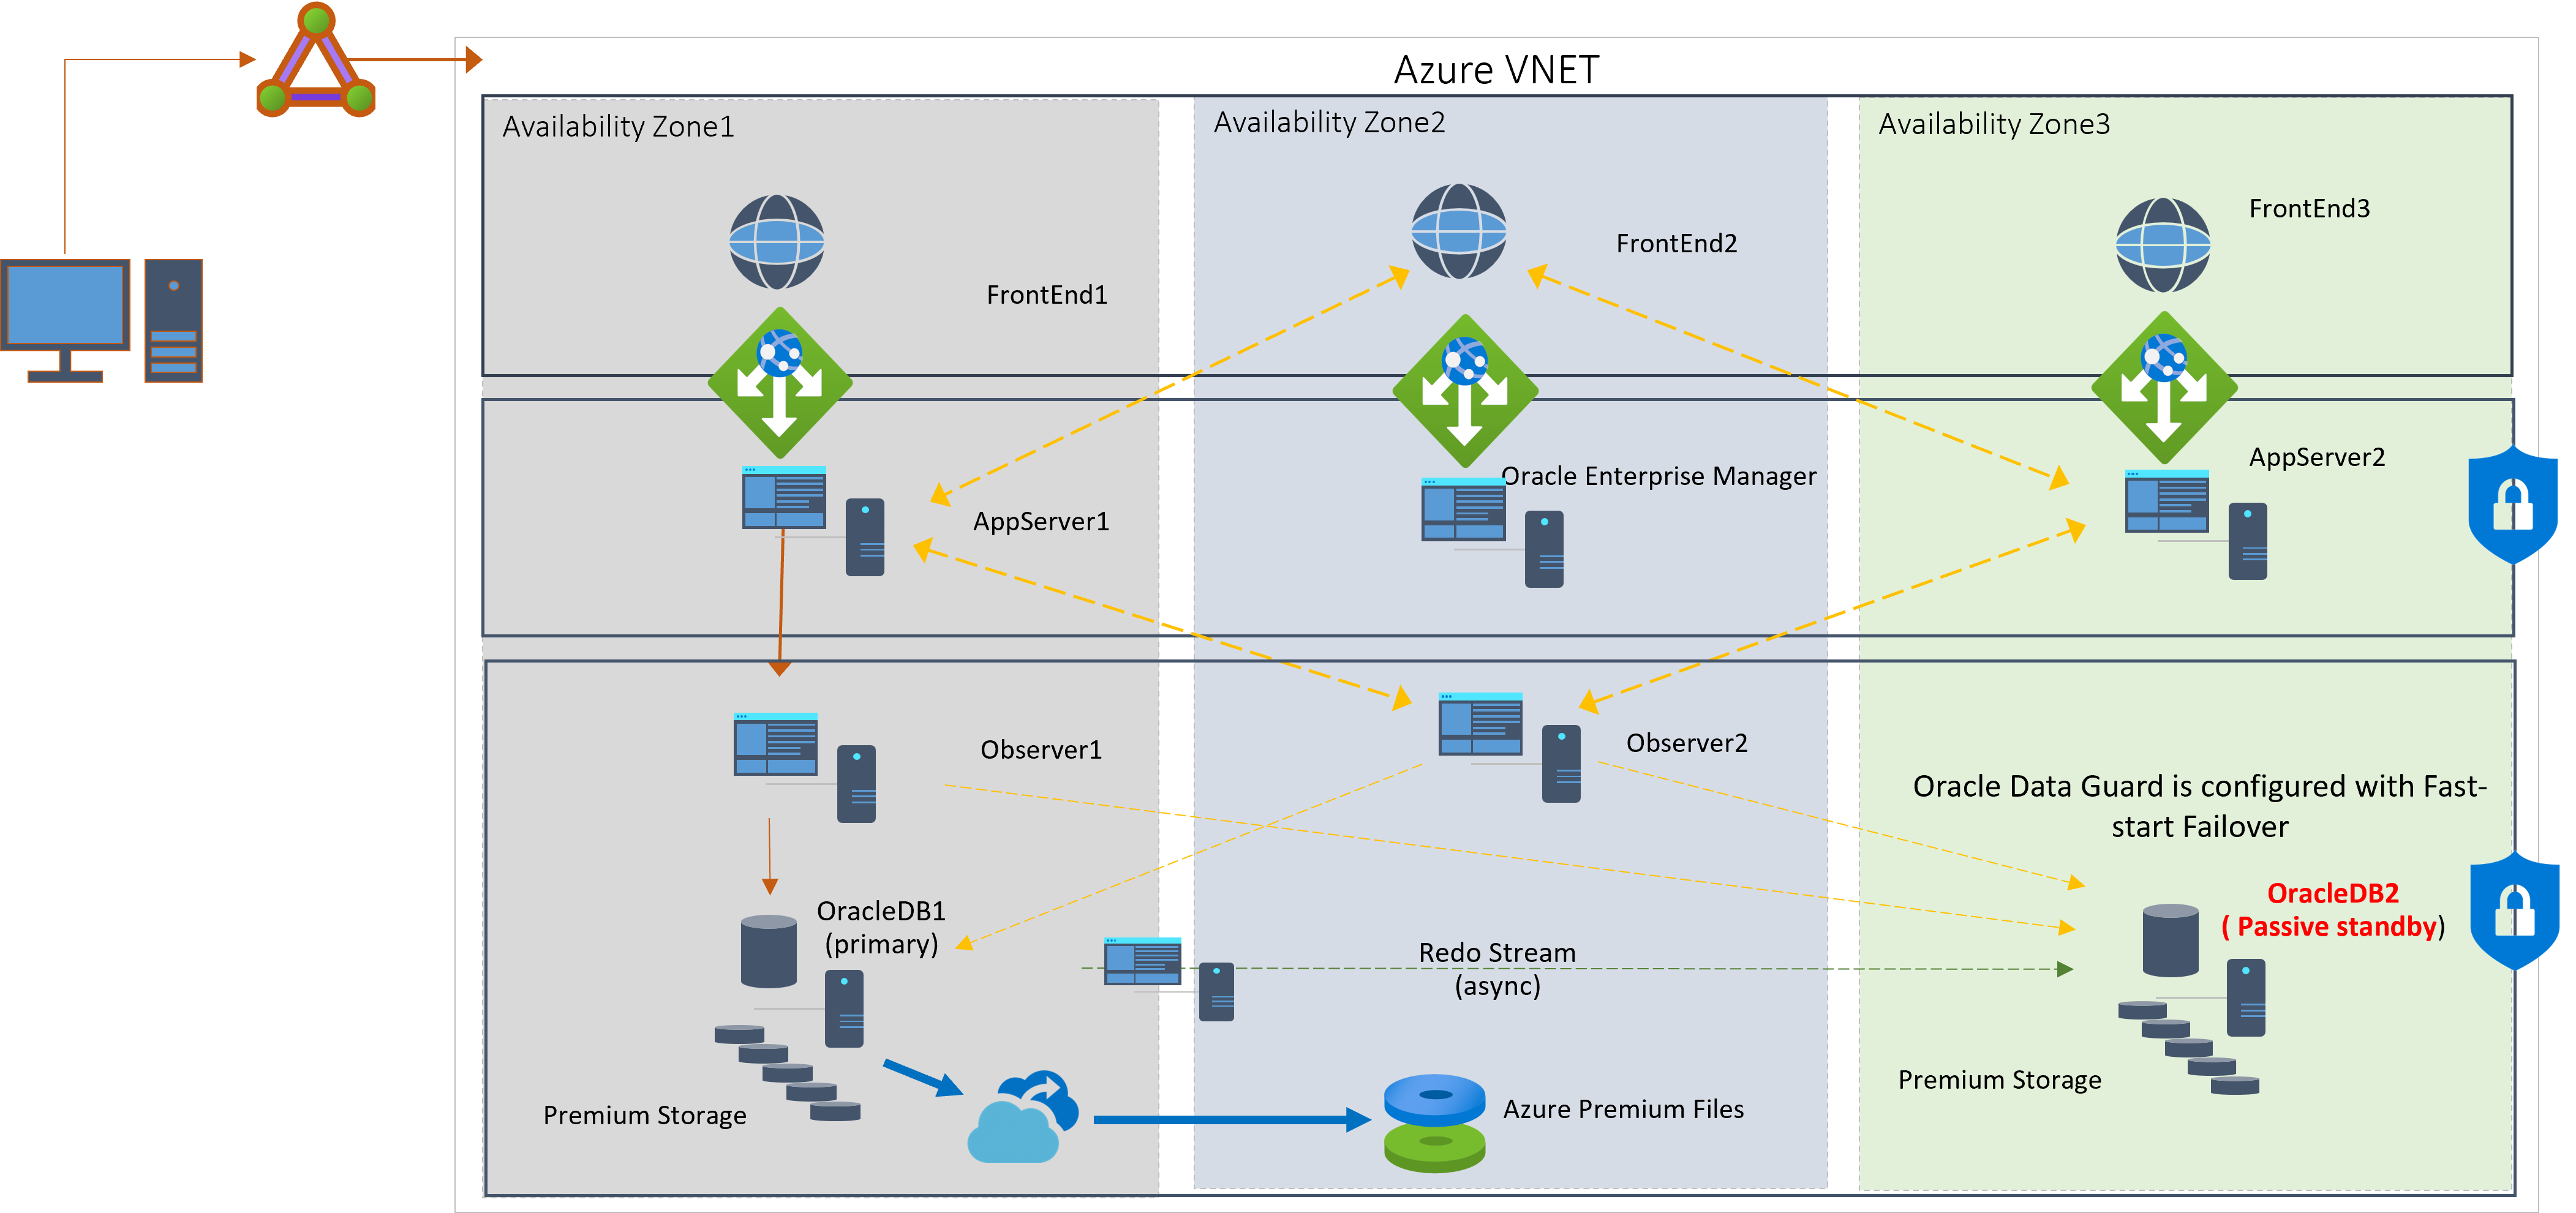 Azure VNET
Availability Zone1
Availability Zone2
Availability Zone3
FrontEnd1
FrontEnd2
FrontEnd3
AppServer1
Oracle Enterprise Manager
AppServer2
Observer1
Observer2
Oracle Data Guard is configured with Fast-
start Failover
OracleDB1
(primary)
Redo Stream
(async)
OracleDB2
( Passive standby)
Premium Storage
Azure Premium Files
Premium Storage